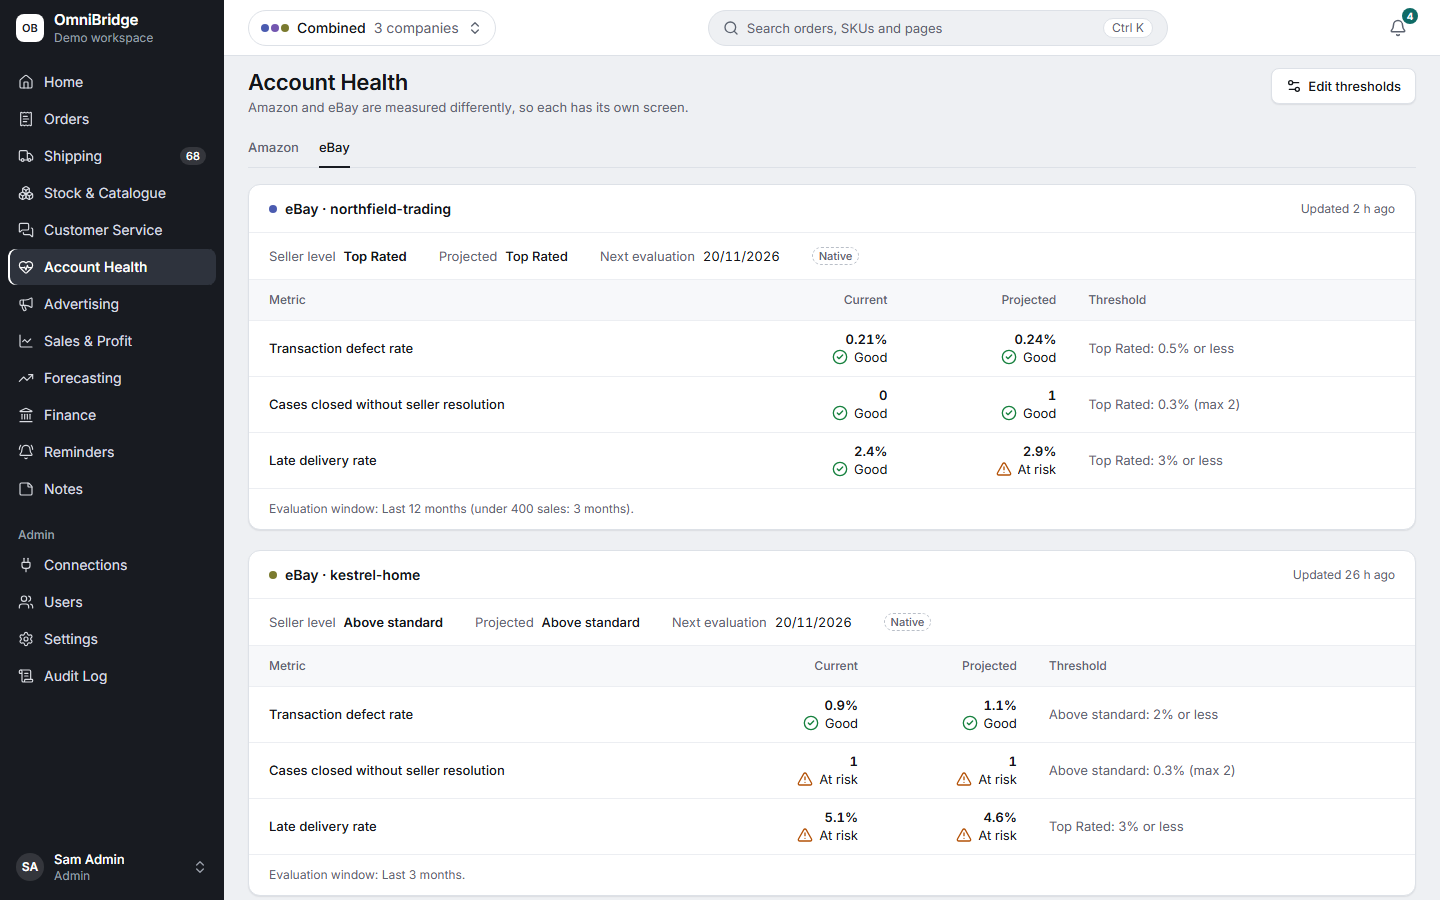 OB
OmniBridge
Demo workspace
Combined 3 companies
Search orders, SKUs and pages
Ctrl K
4
Home
Orders
Shipping 68
Stock & Catalogue
Customer Service
Account Health
Advertising
Sales & Profit
Forecasting
Finance
Reminders
Notes
Admin
Connections
Users
Settings
Audit Log
SA
Sam Admin
Admin
Account Health
Amazon and eBay are measured differently, so each has its own screen.
Edit thresholds
Amazon eBay
eBay · northfield-trading
Updated 2 h ago
Seller level Top Rated Projected Top Rated Next evaluation 20/11/2026 Native
Metric Current Projected Threshold
Transaction defect rate
0.21% 0.24%
Good Good
Top Rated: 0.5% or less
Cases closed without seller resolution
0 1
Good Good
Top Rated: 0.3% (max 2)
Late delivery rate
2.4% 2.9%
Good At risk
Top Rated: 3% or less
Evaluation window: Last 12 months (under 400 sales: 3 months).
eBay · kestrel-home
Updated 26 h ago
Seller level Above standard Projected Above standard Next evaluation 20/11/2026 Native
Metric Current Projected Threshold
Transaction defect rate
0.9% 1.1%
Good Good
Above standard: 2% or less
Cases closed without seller resolution
1 1
At risk At risk
Above standard: 0.3% (max 2)
Late delivery rate
5.1% 4.6%
At risk At risk
Top Rated: 3% or less
Evaluation window: Last 3 months.